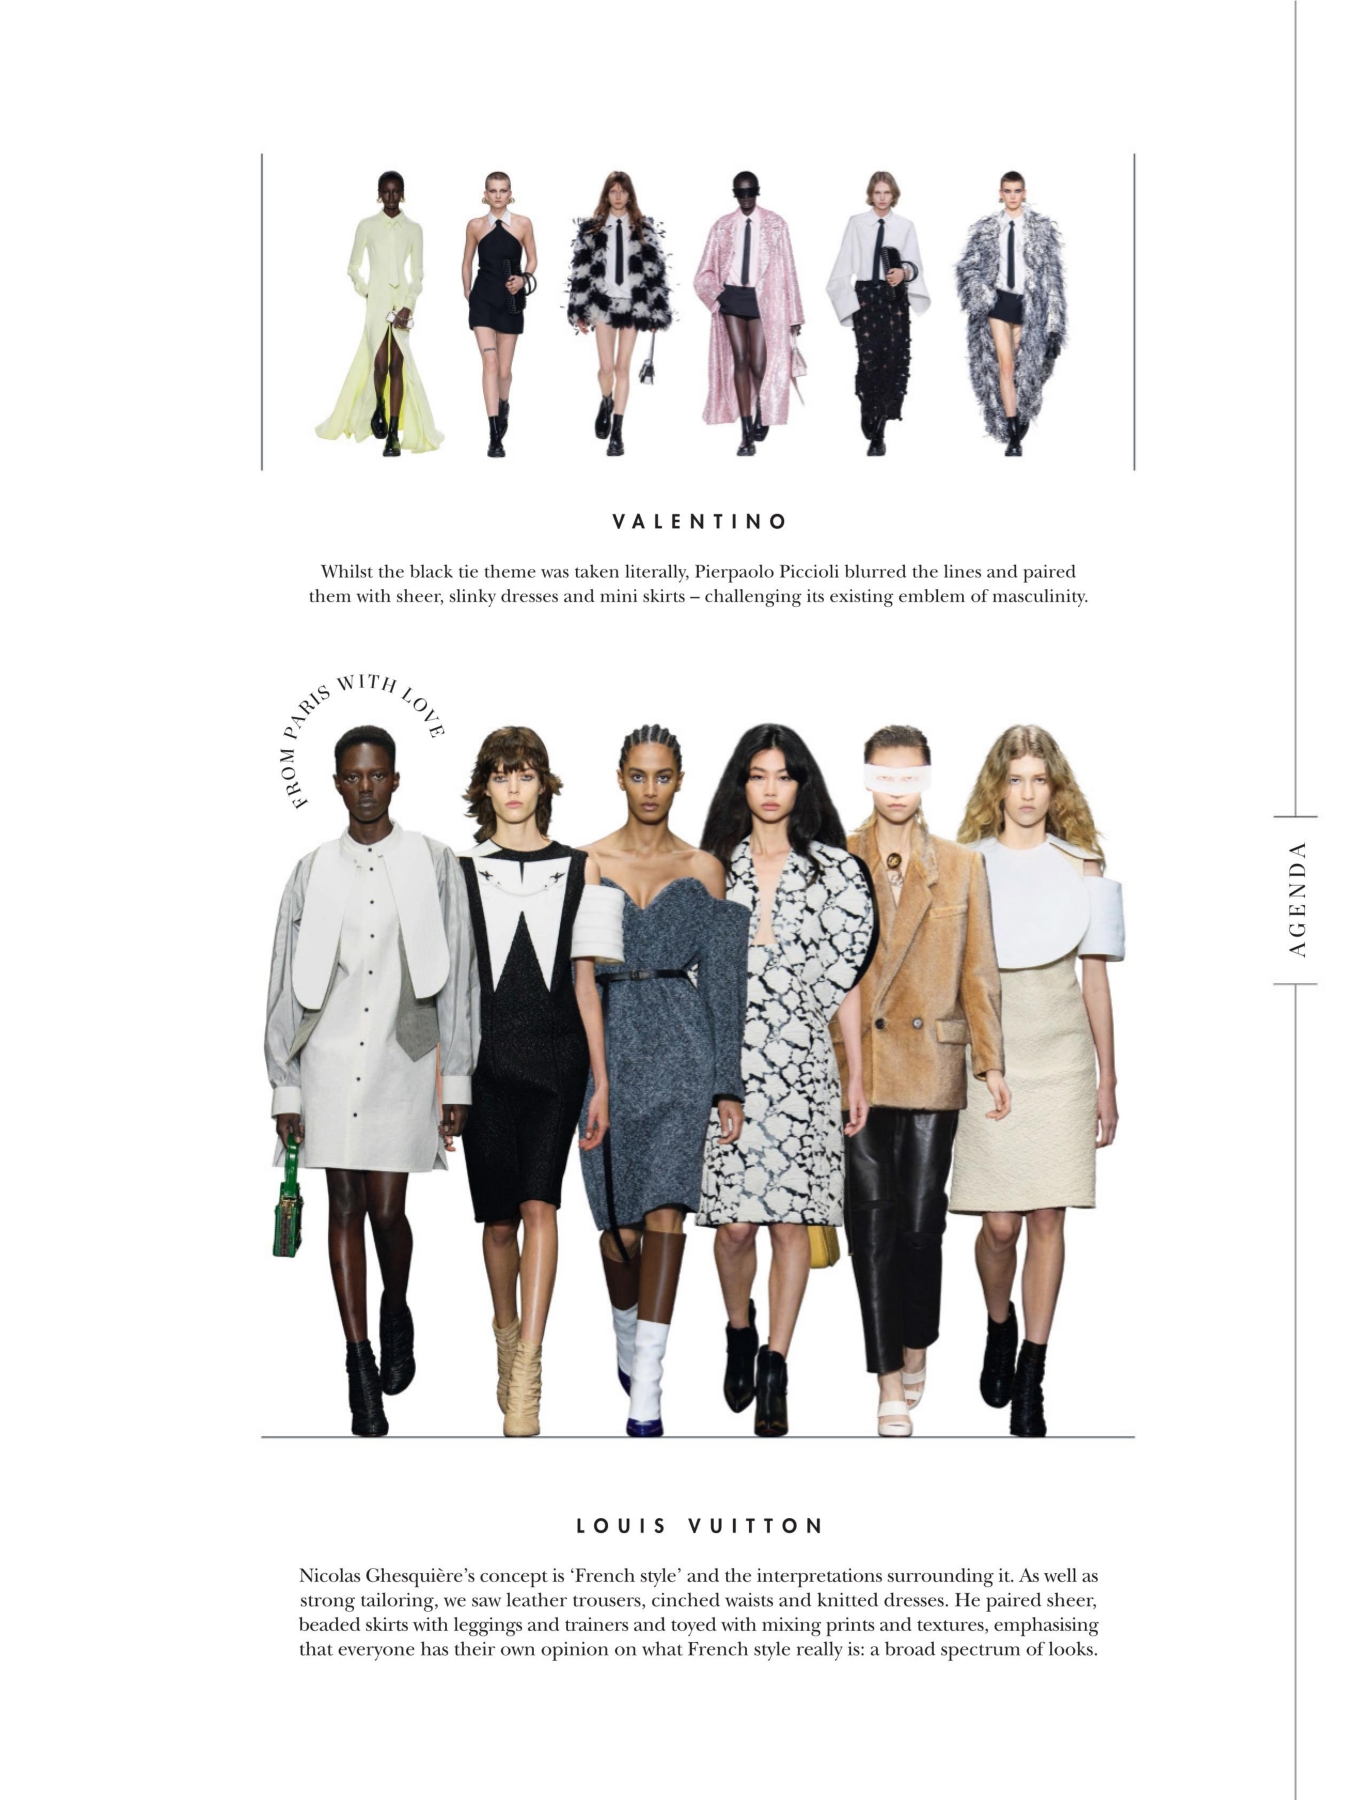 VALENTINO
Whilst the black tie theme was taken literally, Pierpaolo Piccioli blurred the lines and paired
them with sheer, slinky dresses and mini skirts – challenging its existing emblem of masculinity.
FROM PARIS WITH LOVE
AGENDA
LOUIS VUITTON
Nicolas Ghesquière’s concept is ‘French style’ and the interpretations surrounding it. As well as
strong tailoring, we saw leather trousers, cinched waists and knitted dresses. He paired sheer,
beaded skirts with leggings and trainers and toyed with mixing prints and textures, emphasising
that everyone has their own opinion on what French style really is: a broad spectrum of looks.